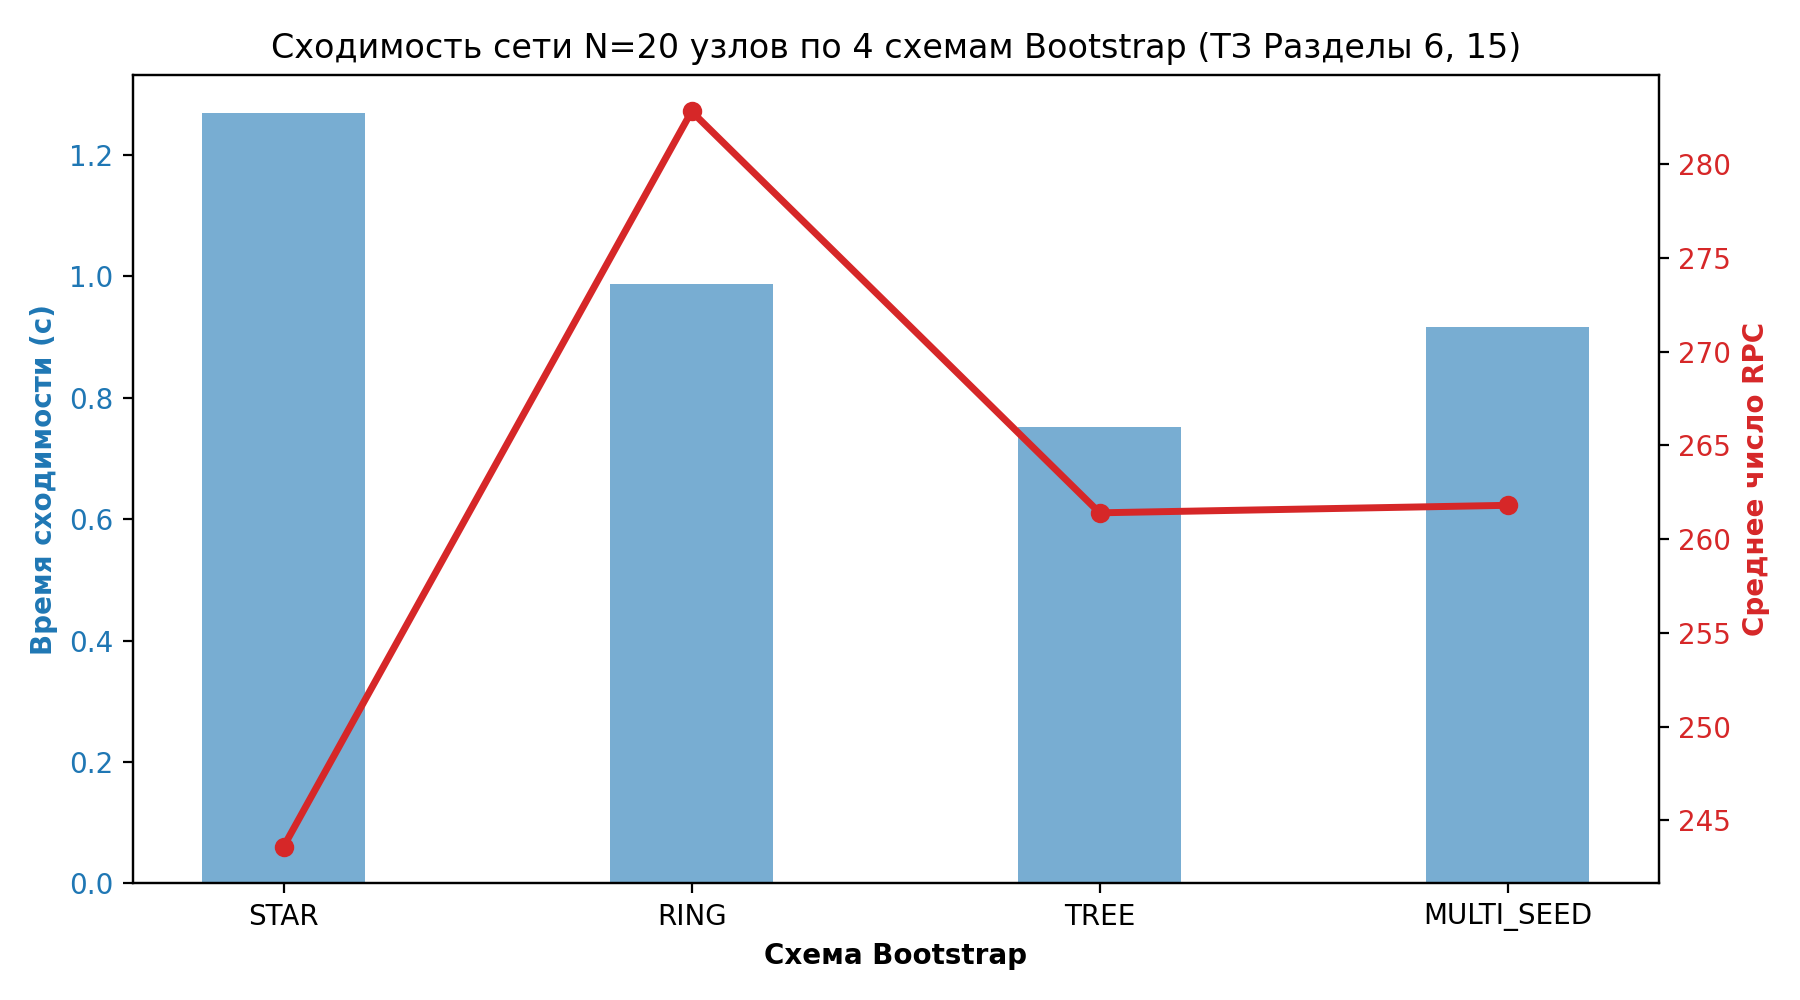 Сходимость сети N=20 узлов по 4 схемам Bootstrap (ТЗ Разделы 6, 15)
Время сходимости (с)
1.2
1.0
0.8
0.6
0.4
0.2
0.0
280
275
270
265
260
255
250
245
Среднее число RPC
STAR
RING
TREE
MULTI_SEED
Схема Bootstrap